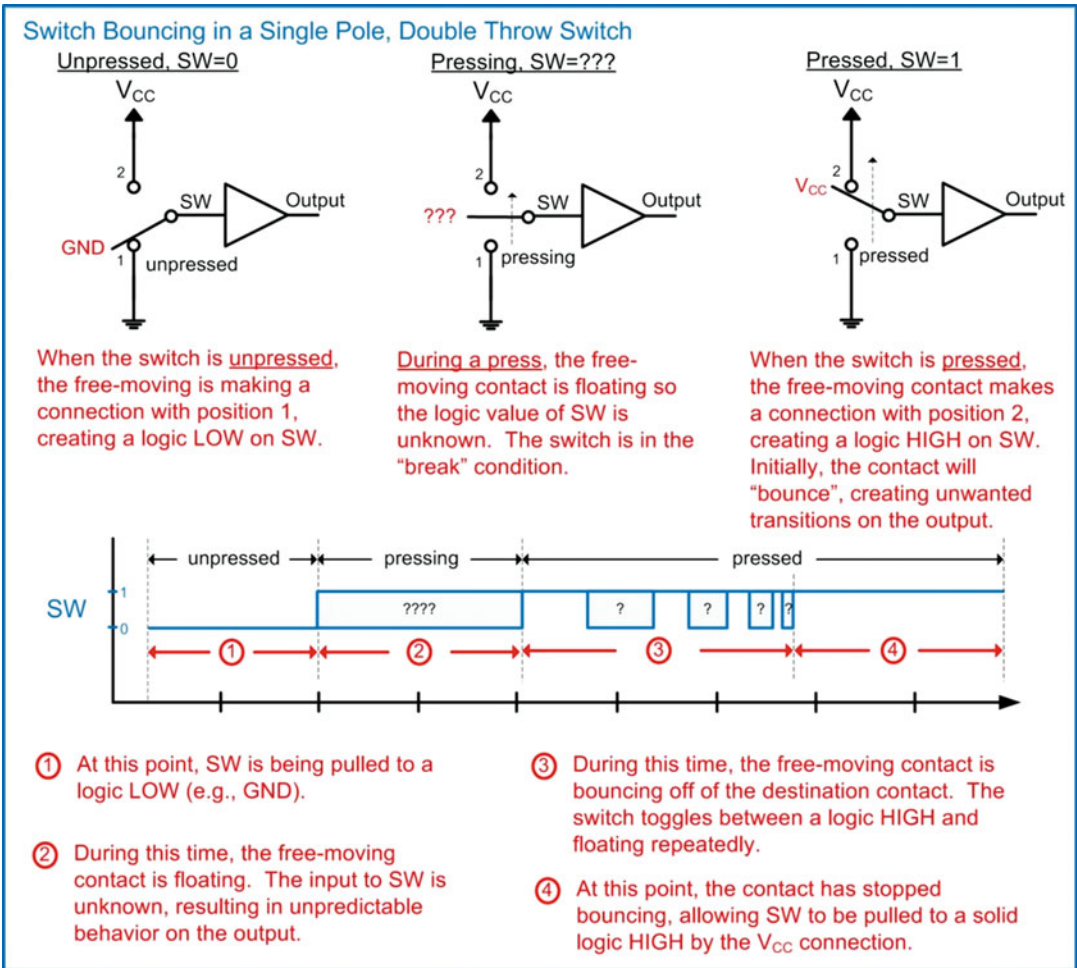 Switch Bouncing in a Single Pole, Double Throw Switch
Unpressed, SW=0
VCC
2
SW
Output
GND
1
unpressed
Pressing, SW=???
VCC
2
SW
Output
???
1
pressing
Pressed, SW=1
VCC
2
VCC
SW
Output
1
pressed
When the switch is unpressed,
the free-moving is making a
connection with position 1,
creating a logic LOW on SW.
During a press, the free-
moving contact is floating so
the logic value of SW is
unknown. The switch is in the
“break” condition.
When the switch is pressed,
the free-moving contact makes
a connection with position 2,
creating a logic HIGH on SW.
Initially, the contact will
“bounce”, creating unwanted
transitions on the output.
unpressed
pressing
pressed
SW
1
0
????
?
?
?
?
1
2
3
4
1 At this point, SW is being pulled to a
logic LOW (e.g., GND).
2 During this time, the free-moving
contact is floating. The input to SW is
unknown, resulting in unpredictable
behavior on the output.
3 During this time, the free-moving contact is
bouncing off of the destination contact. The
switch toggles between a logic HIGH and
floating repeatedly.
4 At this point, the contact has stopped
bouncing, allowing SW to be pulled to a solid
logic HIGH by the VCC connection.